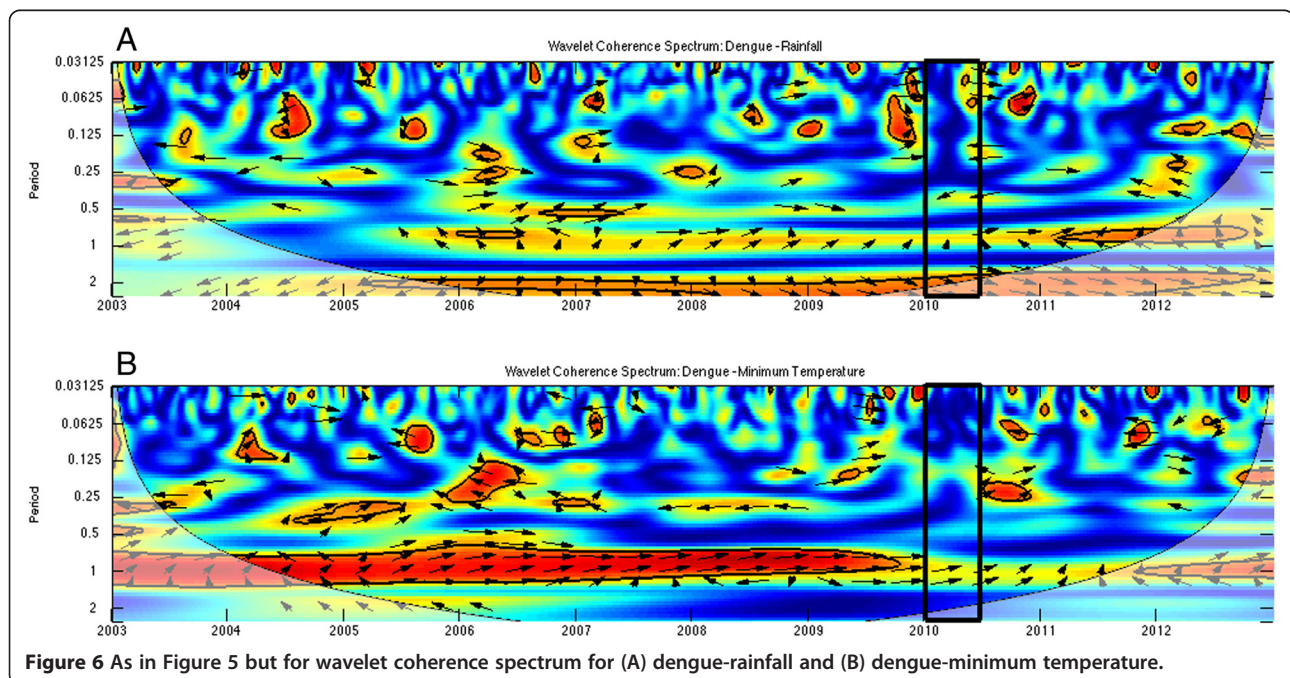 A
Wavelet Coherence Spectrum: Dengue-Rainfall
0.03125
0.0625
0.125
0.25
0.5
1
2
Period
2003 2004 2005 2006 2007 2008 2009 2010 2011 2012
B
Wavelet Coherence Spectrum: Dengue-Minimum Temperature
0.03125
0.0625
0.125
0.25
0.5
1
2
Period
2003 2004 2005 2006 2007 2008 2009 2010 2011 2012
Figure 6 As in Figure 5 but for wavelet coherence spectrum for (A) dengue-rainfall and (B) dengue-minimum temperature.